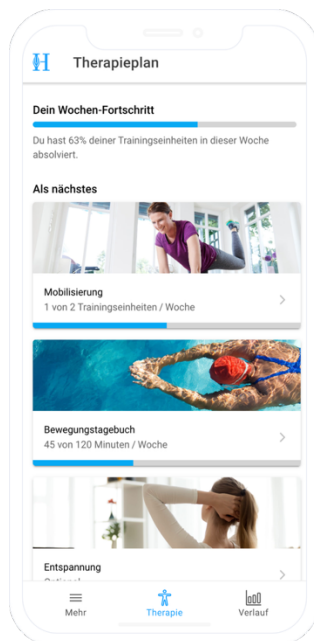 H
Therapieplan
Dein Wochen-Fortschritt
Du hast 63% deiner Trainingseinheiten in dieser Woche
absolviert.
Als nächstes
Mobilisierung
1 von 2 Trainingseinheiten / Woche
Bewegungstagebuch
45 von 120 Minuten / Woche
Entspannung
Mehr
Therapie
Verlauf